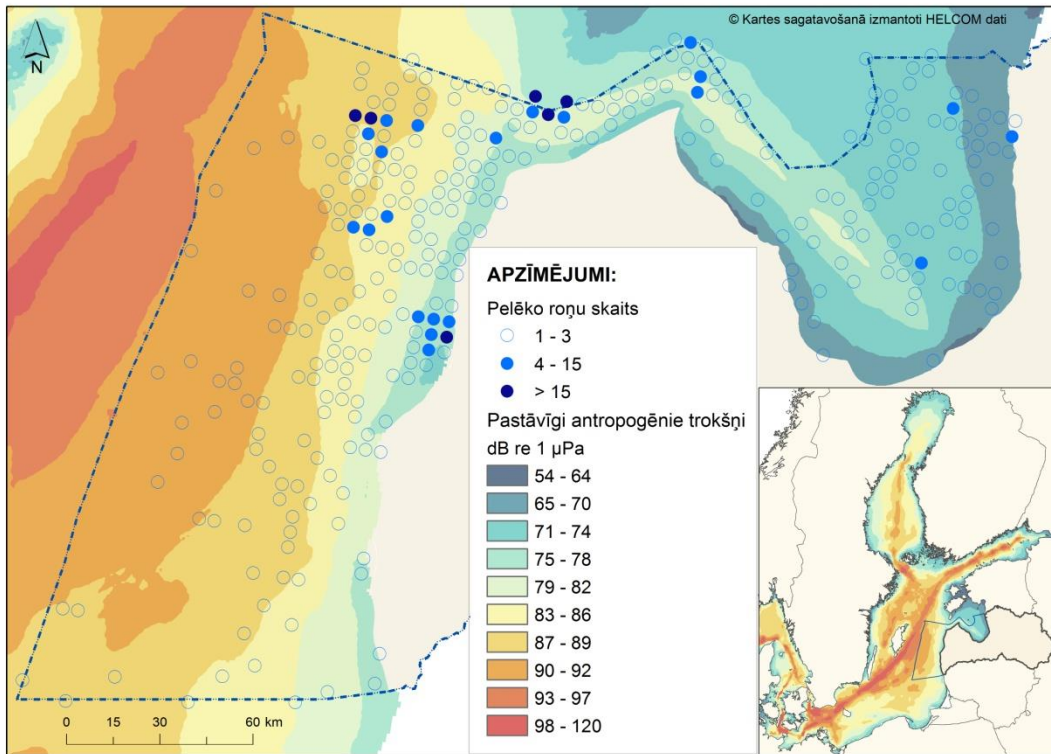 © Kartes sagatavošanā izmantoti HELCOM dati
N
APZĪMĒJUMI:
Pelēko roņu skaits
1 - 3
4 - 15
> 15
Pastāvīgi antropogēnie trokšņi
dB re 1 µPa
54 - 64
65 - 70
71 - 74
75 - 78
79 - 82
83 - 86
87 - 89
90 - 92
93 - 97
98 - 120
0 15 30 60 km